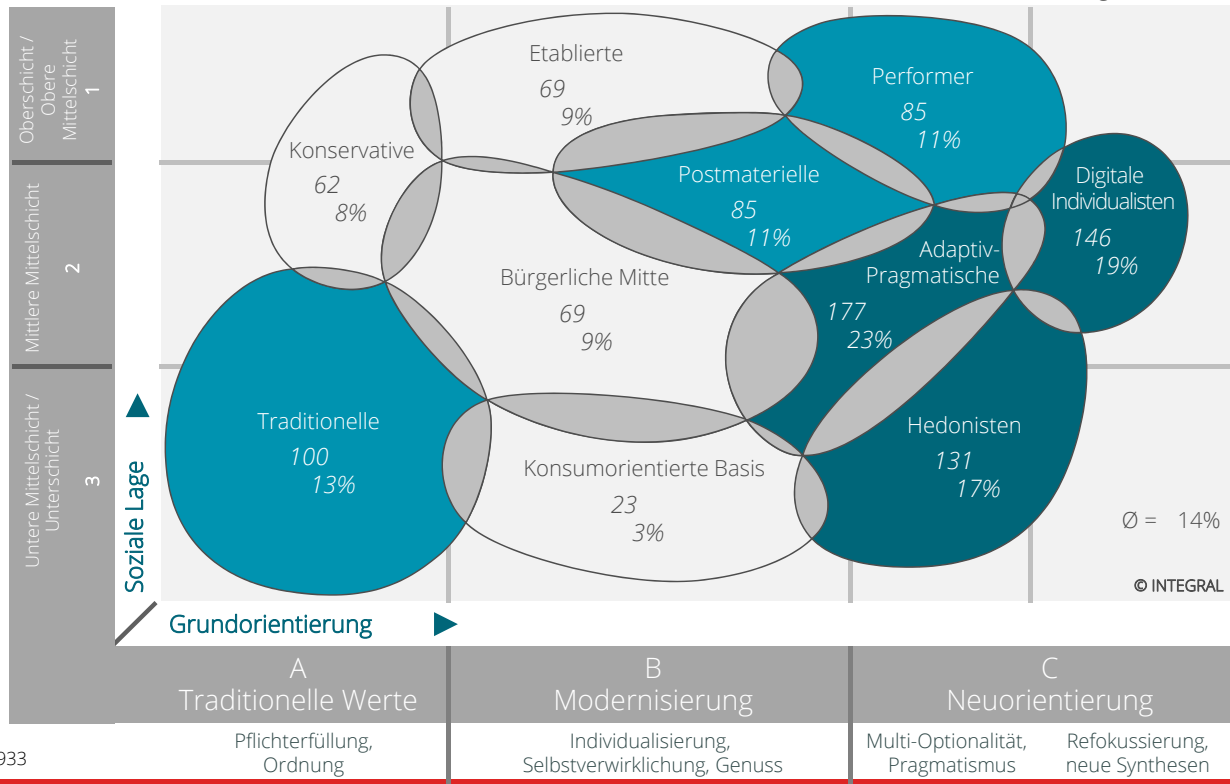 Oberschicht /
Obere
Mittelschicht
1
Mittlere Mittelschicht
2
Untere Mittelschicht /
Unterschicht
3
Soziale Lage
Etablierte
69
9%
Performer
85
11%
Konservative
62
8%
Postmaterielle
85
11%
Digitale
Individualisten
146
19%
Adaptiv-
Pragmatische
177
23%
Bürgerliche Mitte
69
9%
Traditionelle
100
13%
Konsumorientierte Basis
23
3%
Hedonisten
131
17%
Ø = 14%
© INTEGRAL
Grundorientierung
A
Traditionelle Werte
B
Modernisierung
C
Neuorientierung
Pflichterfüllung,
Ordnung
Individualisierung,
Selbstverwirklichung, Genuss
Multi-Optionalität,
Pragmatismus
Refokussierung,
neue Synthesen
933